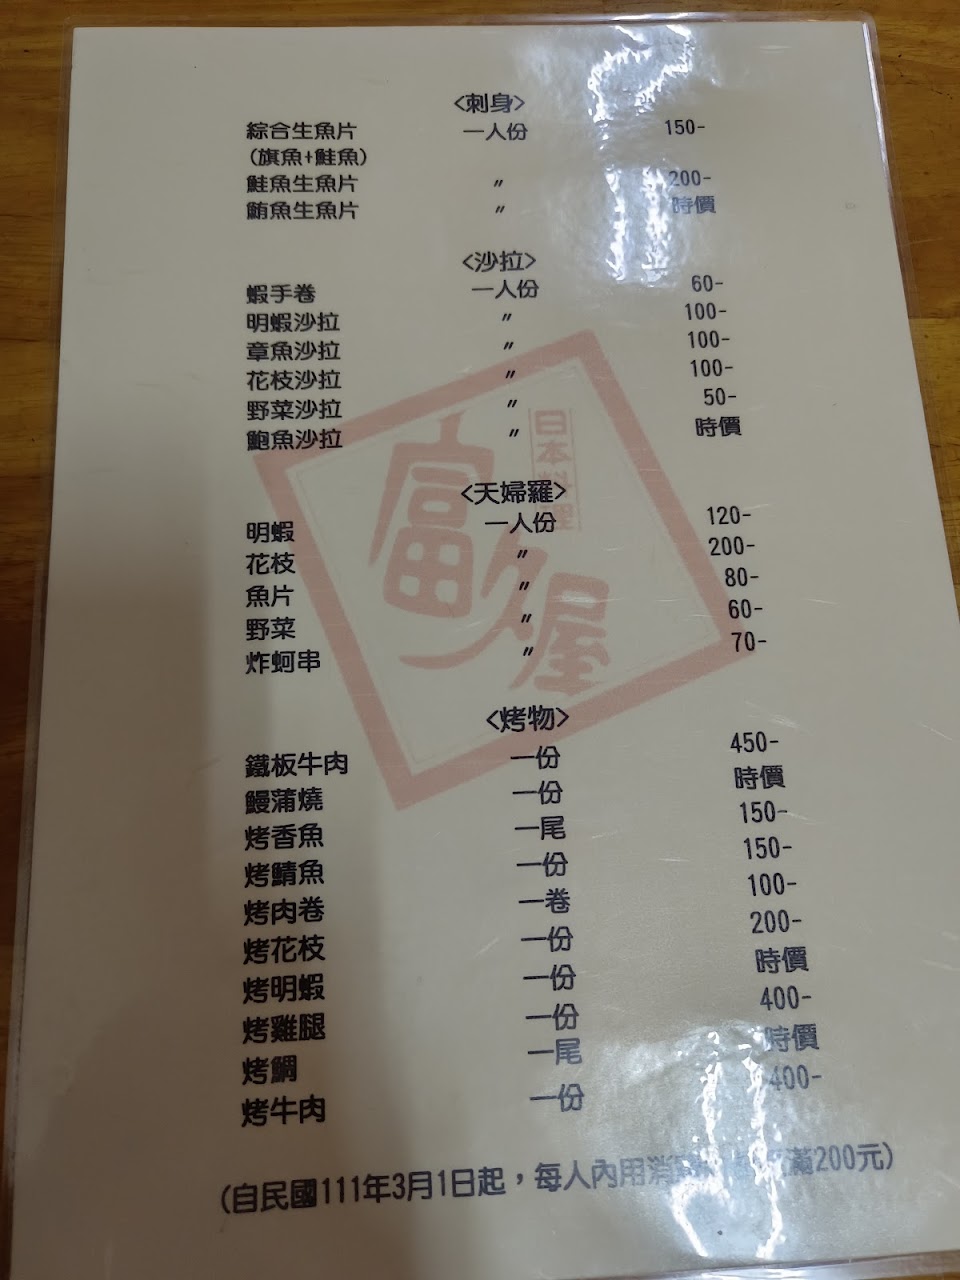 <刺身>
綜合生魚片 一人份 150-
(旗魚+鮭魚)
鮭魚生魚片 〃 200-
鮪魚生魚片 〃 時價
<沙拉>
蝦手卷 一人份 60-
明蝦沙拉 〃 100-
章魚沙拉 〃 100-
花枝沙拉 〃 100-
野菜沙拉 〃 50-
鮑魚沙拉 〃 時價
<天婦羅>
明蝦 一人份 120-
花枝 〃 200-
魚片 〃 80-
野菜 〃 60-
炸蚵串 〃 70-
<烤物>
鐵板牛肉 一份 450-
鰻蒲燒 一份 時價
烤香魚 一尾 150-
烤鯖魚 一份 150-
烤肉卷 一卷 100-
烤花枝 一份 200-
烤明蝦 一份 時價
烤雞腿 一份 400-
烤鯛 一尾 時價
烤牛肉 一份 400-
(自民國111年3月1日起，每人內用消 滿200元)
日本料理
富久屋